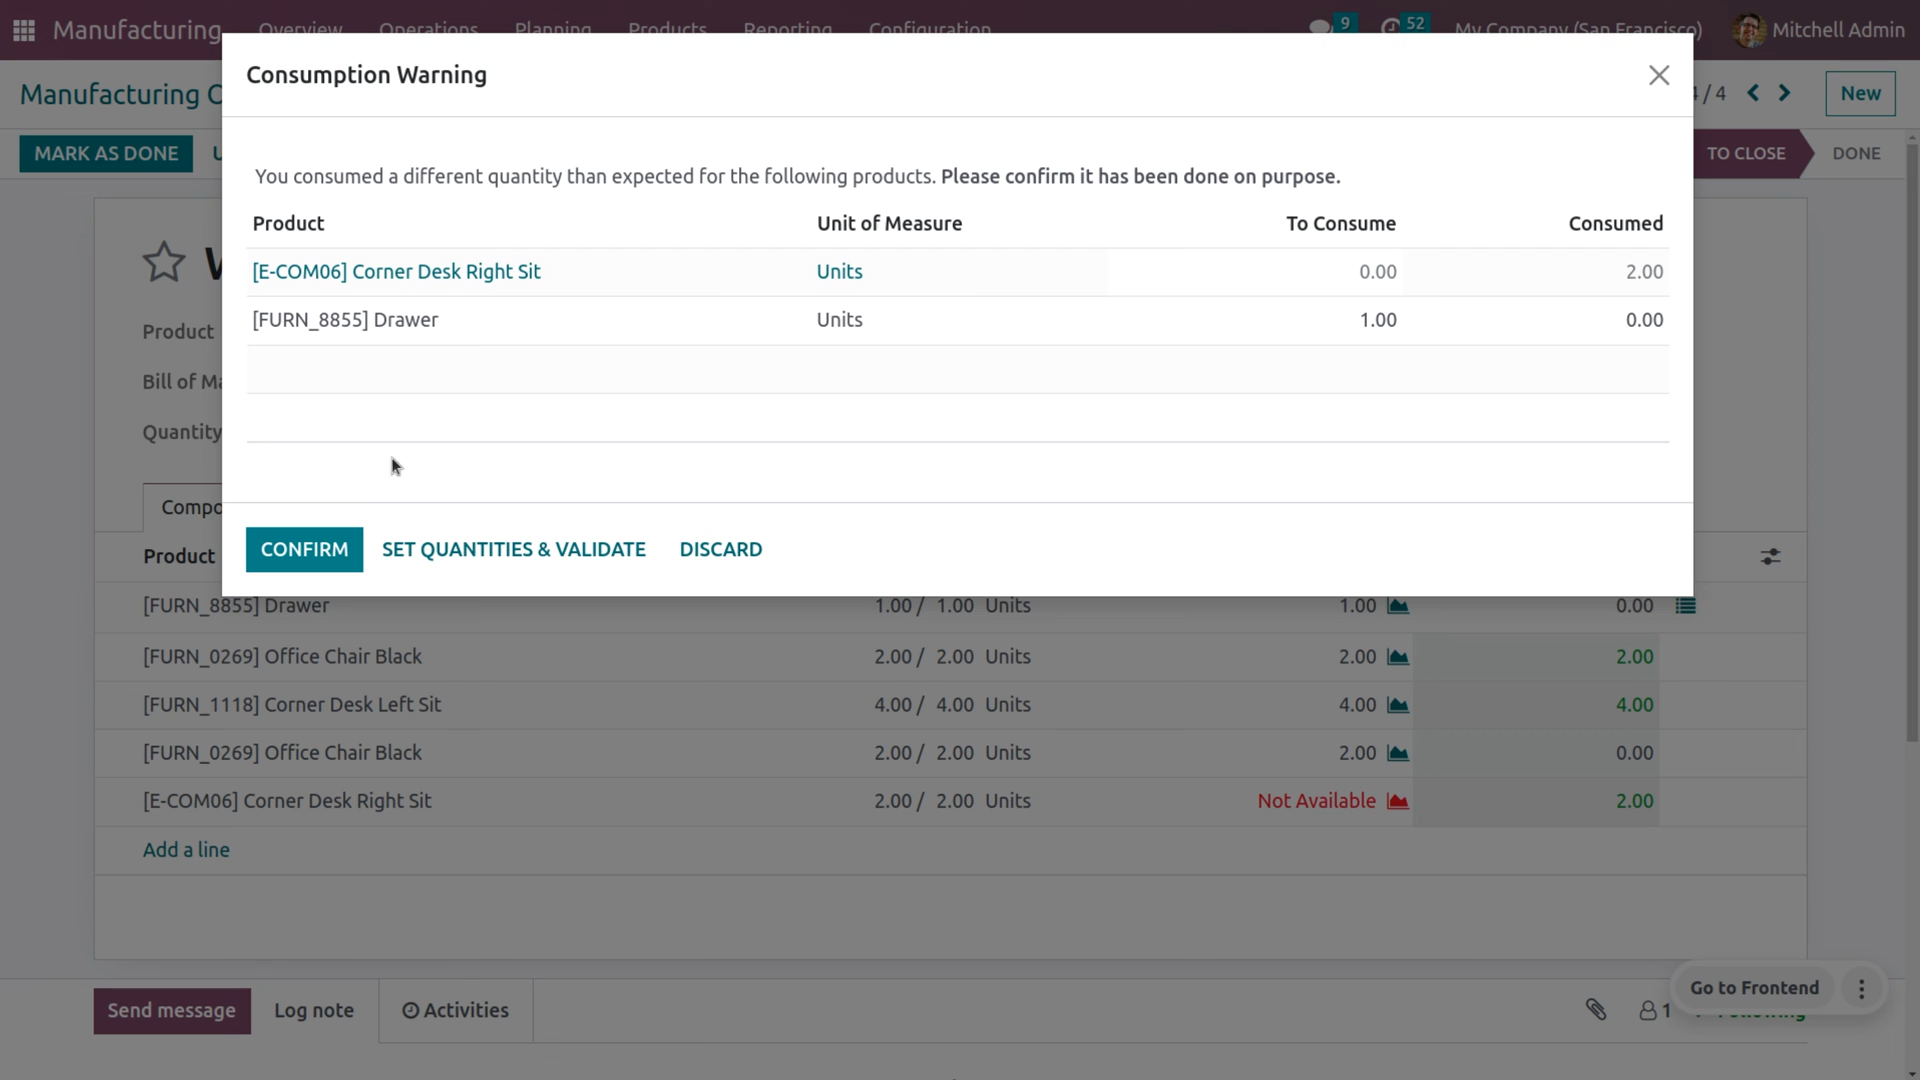 Manufacturing Overview Operations Planning Products Reporting Configuration 9 52 My Company (San Francisco) Mitchell Admin
Consumption Warning
Manufacturing O / 4 New
MARK AS DONE U TO CLOSE DONE
You consumed a different quantity than expected for the following products. Please confirm it has been done on purpose.
Product Unit of Measure To Consume Consumed
[E-COM06] Corner Desk Right Sit Units 0.00 2.00
[FURN_8855] Drawer Units 1.00 0.00
Product
Bill of Ma
Quantity
Compo
CONFIRM SET QUANTITIES & VALIDATE DISCARD
Product
[FURN_8855] Drawer 1.00 / 1.00 Units 1.00 0.00
[FURN_0269] Office Chair Black 2.00 / 2.00 Units 2.00 2.00
[FURN_1118] Corner Desk Left Sit 4.00 / 4.00 Units 4.00 4.00
[FURN_0269] Office Chair Black 2.00 / 2.00 Units 2.00 0.00
[E-COM06] Corner Desk Right Sit 2.00 / 2.00 Units Not Available 2.00
Add a line
Go to Frontend
Send message Log note Activities 1 Following